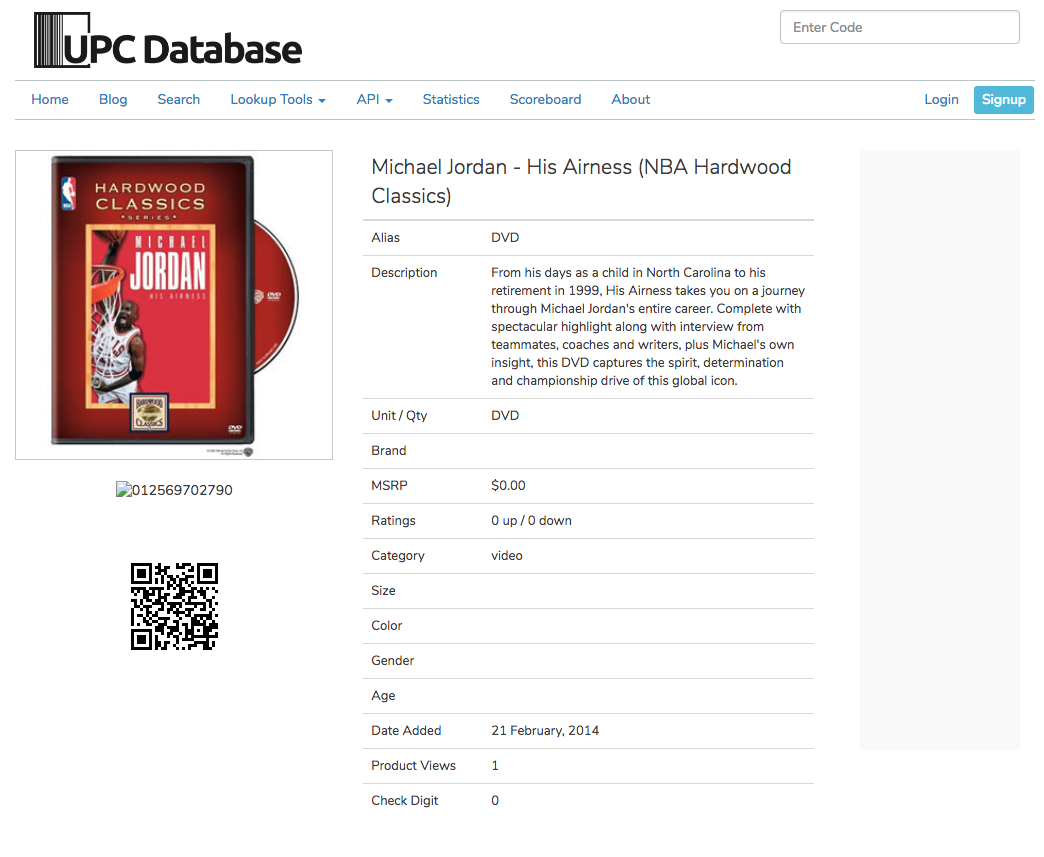 UPC Database
Enter Code
Home Blog Search Lookup Tools API Statistics Scoreboard About Login Signup
HARDWOOD
CLASSICS
SERIES
MICHAEL
JORDAN
HIS AIRNESS
HARDWOOD
CLASSICS
DVD
DVD
NBA
012569702790
Michael Jordan - His Airness (NBA Hardwood
Classics)
Alias DVD
Description From his days as a child in North Carolina to his
retirement in 1999, His Airness takes you on a journey
through Michael Jordan's entire career. Complete with
spectacular highlight along with interview from
teammates, coaches and writers, plus Michael's own
insight, this DVD captures the spirit, determination
and championship drive of this global icon.
Unit / Qty DVD
Brand
MSRP $0.00
Ratings 0 up / 0 down
Category video
Size
Color
Gender
Age
Date Added 21 February, 2014
Product Views 1
Check Digit 0